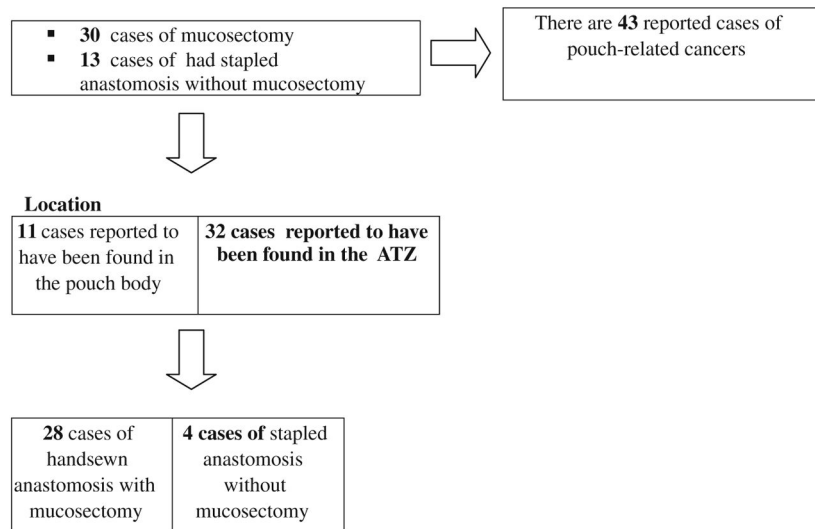 ▪ 30 cases of mucosectomy
▪ 13 cases of had stapled
anastomosis without mucosectomy
There are 43 reported cases of
pouch-related cancers
Location
11 cases reported to
have been found in
the pouch body
32 cases reported to have
been found in the ATZ
28 cases of
handsewn
anastomosis with
mucosectomy
4 cases of stapled
anastomosis
without
mucosectomy